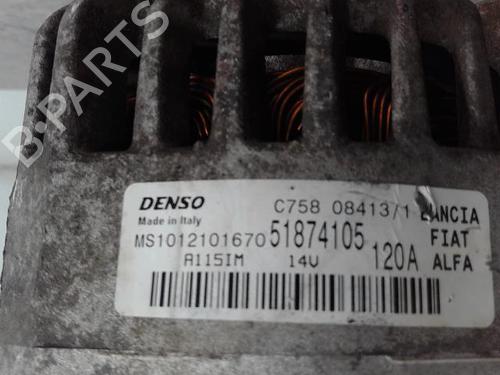 B-PARTS
DENSO
Made in Italy
C758 08413/1 LANCIA
MS1012101670 51874105 FIAT
A115IM 14V 120A ALFA